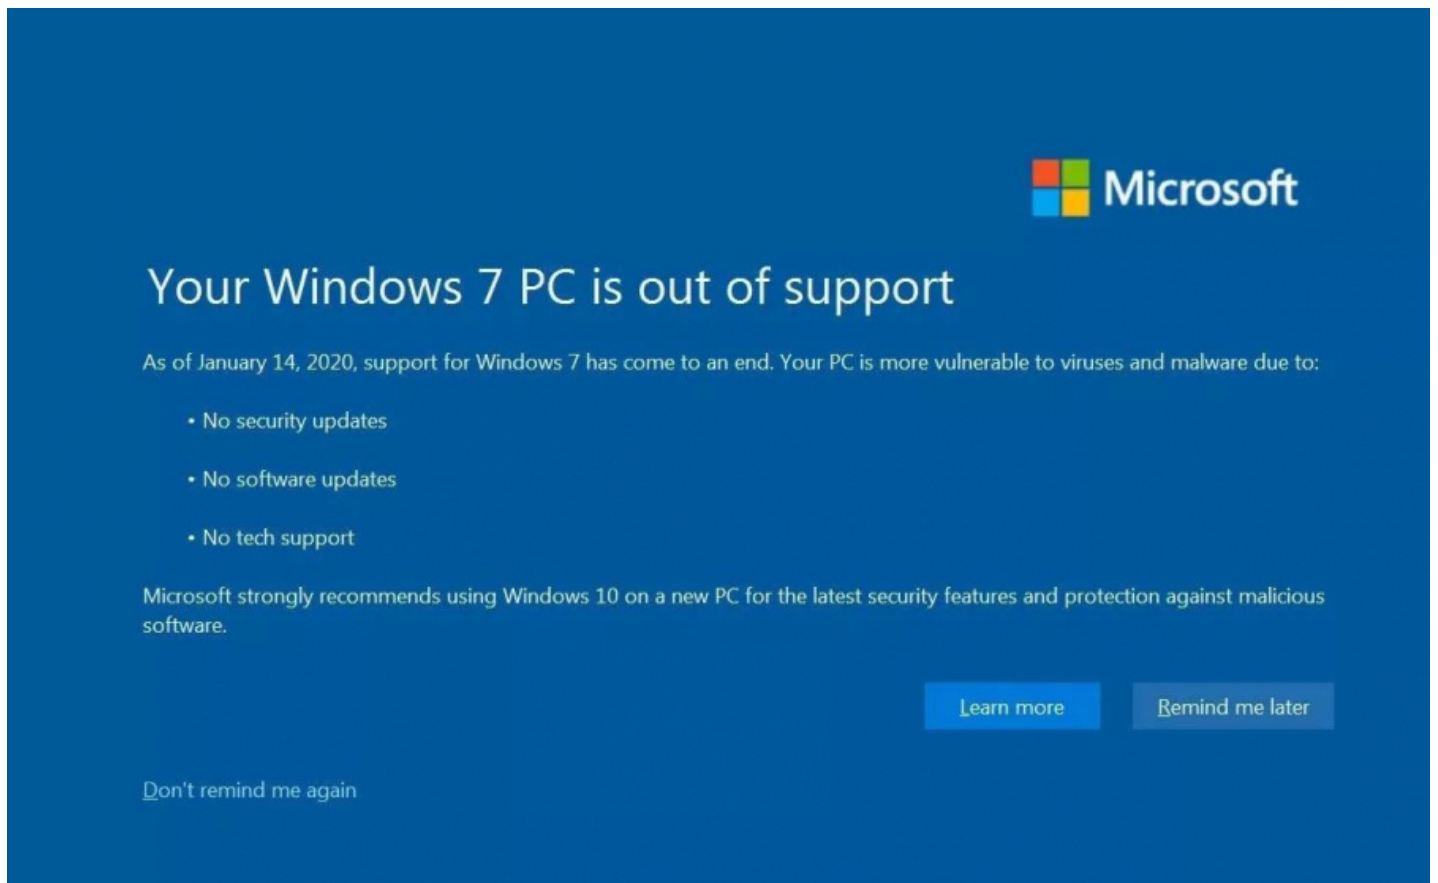 Microsoft
Your Windows 7 PC is out of support
As of January 14, 2020, support for Windows 7 has come to an end. Your PC is more vulnerable to viruses and malware due to:
• No security updates
• No software updates
• No tech support
Microsoft strongly recommends using Windows 10 on a new PC for the latest security features and protection against malicious
software.
Learn more
Remind me later
Don't remind me again